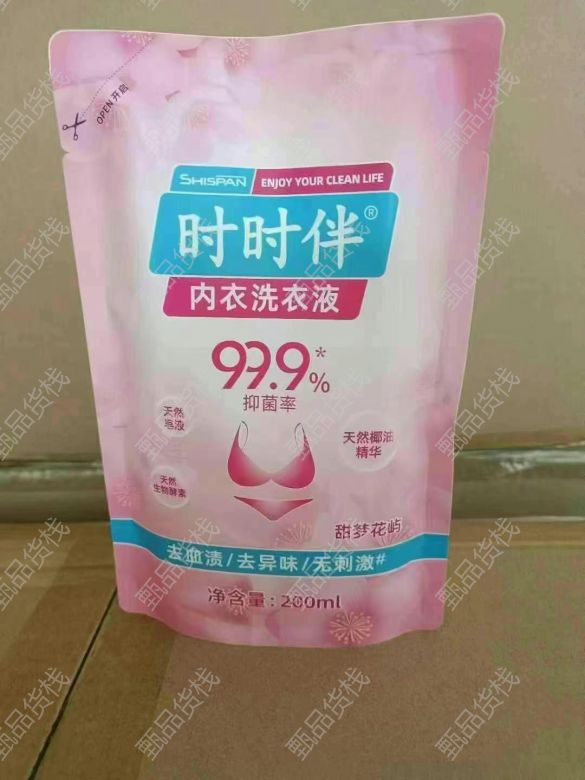 OPEN 开启
SHISPAN ENJOY YOUR CLEAN LIFE
时时伴®
内衣洗衣液
99.9%*
抑菌率
天然
皂液
天然椰油
精华
天然
生物酵素
甜梦花屿
去血渍/去异味/无刺激#
净含量:200ml
甄品货栈